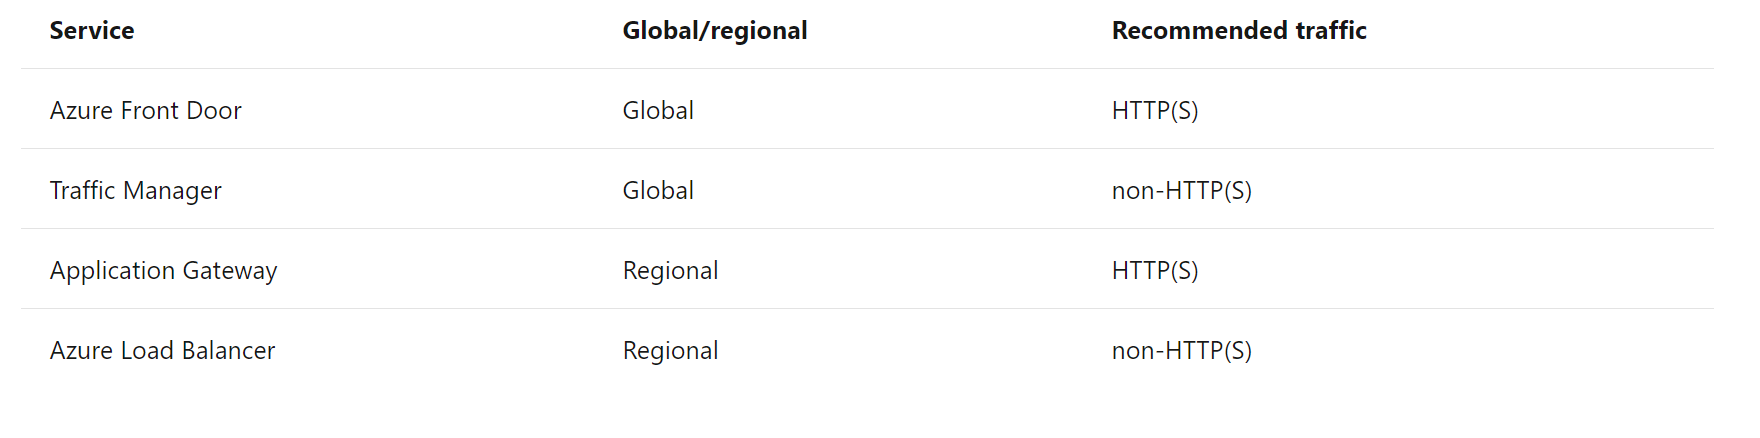 Service Global/regional Recommended traffic
Azure Front Door Global HTTP(S)
Traffic Manager Global non-HTTP(S)
Application Gateway Regional HTTP(S)
Azure Load Balancer Regional non-HTTP(S)